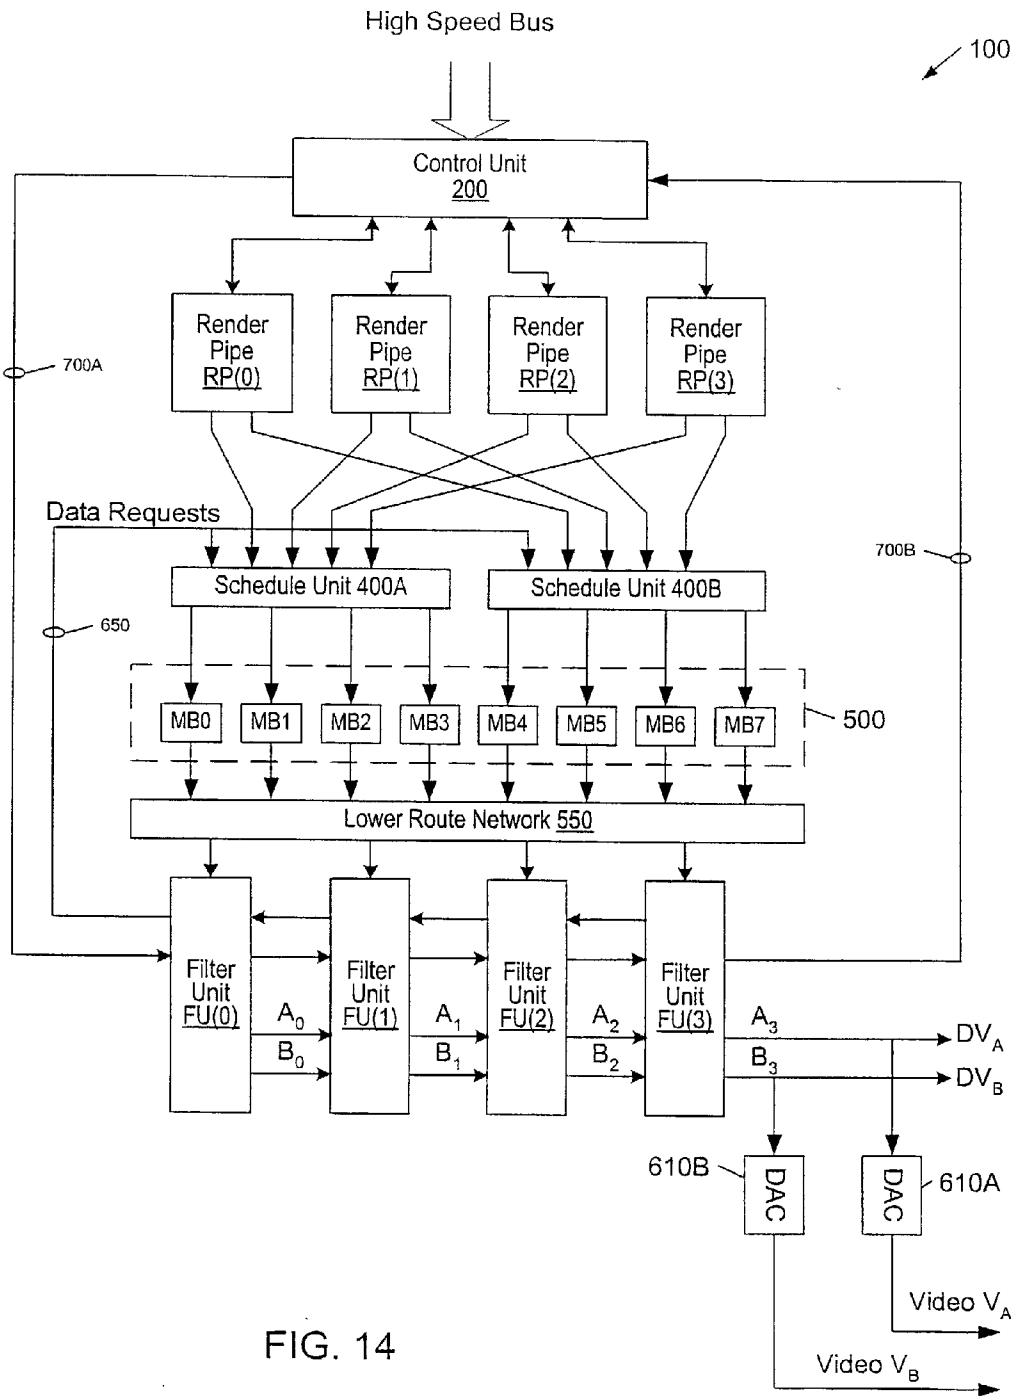 High Speed Bus
100
Control Unit
200
700A
Render
Pipe
RP(0)
Render
Pipe
RP(1)
Render
Pipe
RP(2)
Render
Pipe
RP(3)
Data Requests
700B
Schedule Unit 400A
Schedule Unit 400B
650
MB0
MB1
MB2
MB3
MB4
MB5
MB6
MB7
500
Lower Route Network 550
Filter
Unit
FU(0)
Filter
Unit
FU(1)
Filter
Unit
FU(2)
Filter
Unit
FU(3)
A0
B0
A1
B1
A2
B2
A3
B3
DVA
DVB
610B
DAC
DAC
610A
Video VA
Video VB
FIG. 14